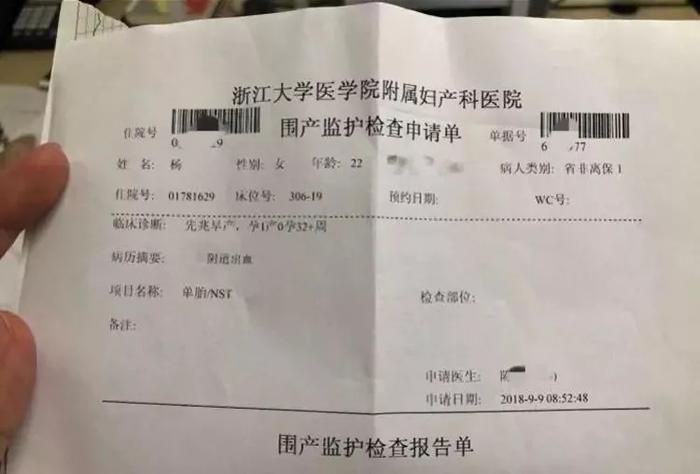 浙江大学医学院附属妇产科医院
围产监护检查申请单
住院号
单据号
姓名: 杨 性别: 女 年龄: 22 病人类别: 省非离保1
住院号: 01781629 床位号: 306-19 预约日期: WC号:
临床诊断: 先兆早产, 孕1产0孕32+周
病历摘要: 阴道出血
项目名称: 单胎/NST 检查部位:
备注:
申请医生: 陈
申请日期: 2018-9-9 08:52:48
围产监护检查报告单